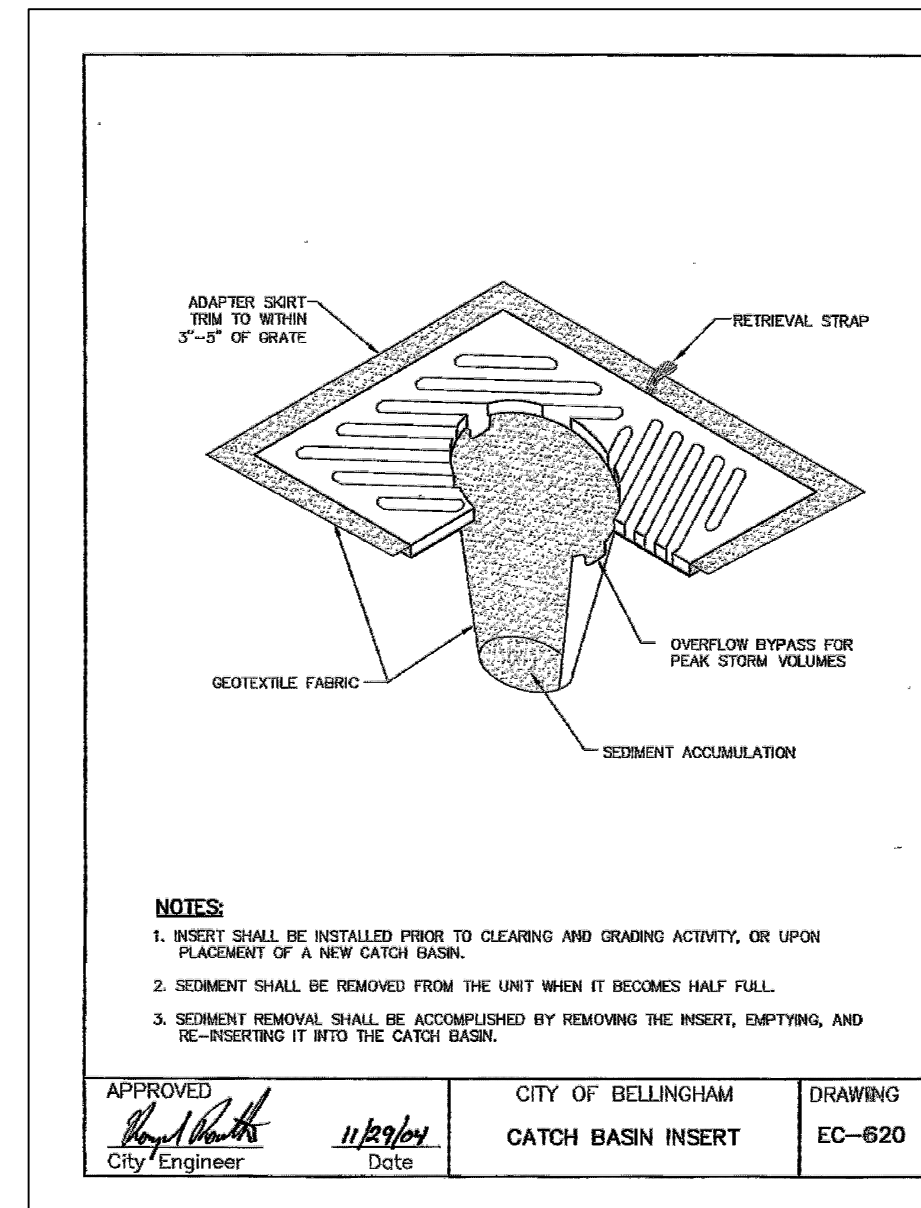 ADAPTER SKIRT
TRIM TO WITHIN
3"-5" OF GRATE
RETRIEVAL STRAP
OVERFLOW BYPASS FOR
PEAK STORM VOLUMES
GEOTEXTILE FABRIC
SEDIMENT ACCUMULATION
NOTES:
1. INSERT SHALL BE INSTALLED PRIOR TO CLEARING AND GRADING ACTIVITY, OR UPON
PLACEMENT OF A NEW CATCH BASIN.
2. SEDIMENT SHALL BE REMOVED FROM THE UNIT WHEN IT BECOMES HALF FULL.
3. SEDIMENT REMOVAL SHALL BE ACCOMPLISHED BY REMOVING THE INSERT, EMPTYING, AND
RE-INSERTING IT INTO THE CATCH BASIN.
APPROVED
11/29/04
City Engineer Date
CITY OF BELLINGHAM
CATCH BASIN INSERT
DRAWING
EC-620